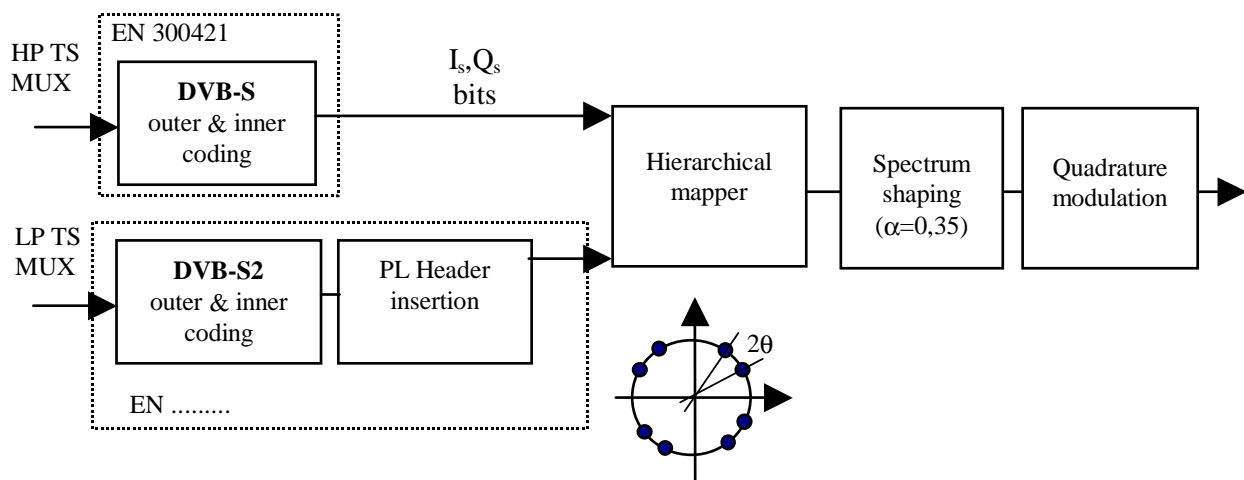 EN 300421
HP TS
MUX
DVB-S
outer & inner
coding
Is,Qs
bits
Hierarchical
mapper
Spectrum
shaping
(α=0,35)
Quadrature
modulation
LP TS
MUX
DVB-S2
outer & inner
coding
PL Header
insertion
EN .........
2θ